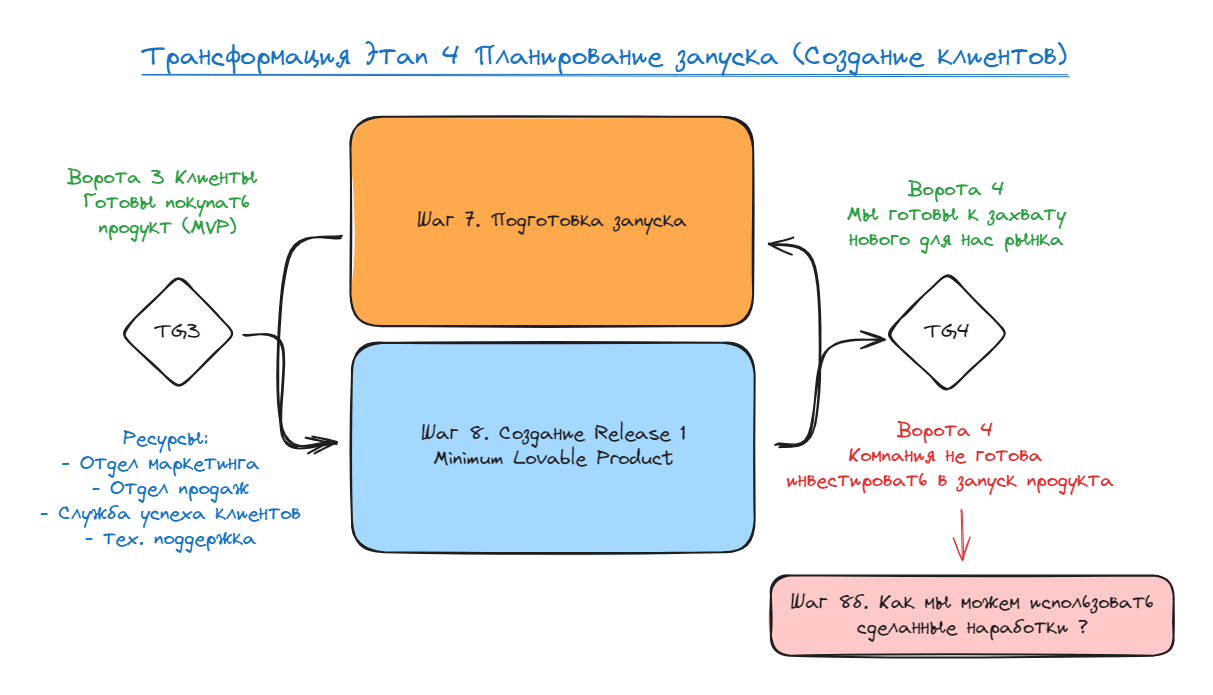 Трансформация Этап 4 Планирование запуска (Создание клиентов)
Ворота 3 Клиенты
Готовы покупать
продукт (MVP)
TG3
Ресурсы:
- Отдел маркетинга
- Отдел продаж
- Служба успеха клиентов
- Тех. поддержка
Шаг 7. Подготовка запуска
Шаг 8. Создание Release 1
Minimum Lovable Product
Ворота 4
Мы готовы к захвату
нового для нас рынка
TG4
Ворота 4
Компания не готова
инвестировать в запуск продукта
Шаг 8б. Как мы можем использовать
сделанные наработки ?